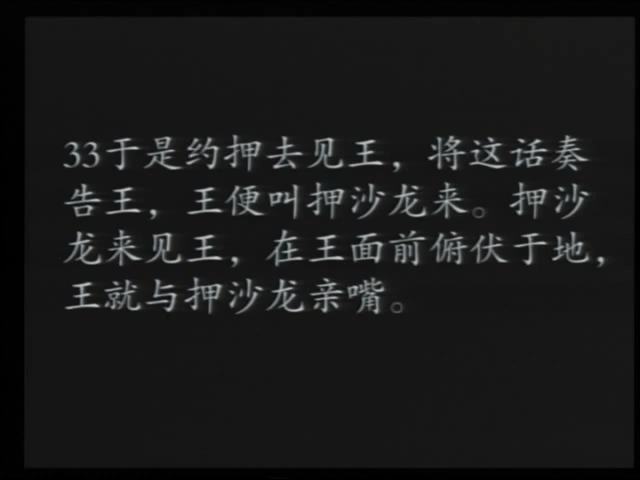 33于是约押去见王，将这话奏
告王，王便叫押沙龙来。押沙
龙来见王，在王面前俯伏于地，
王就与押沙龙亲嘴。